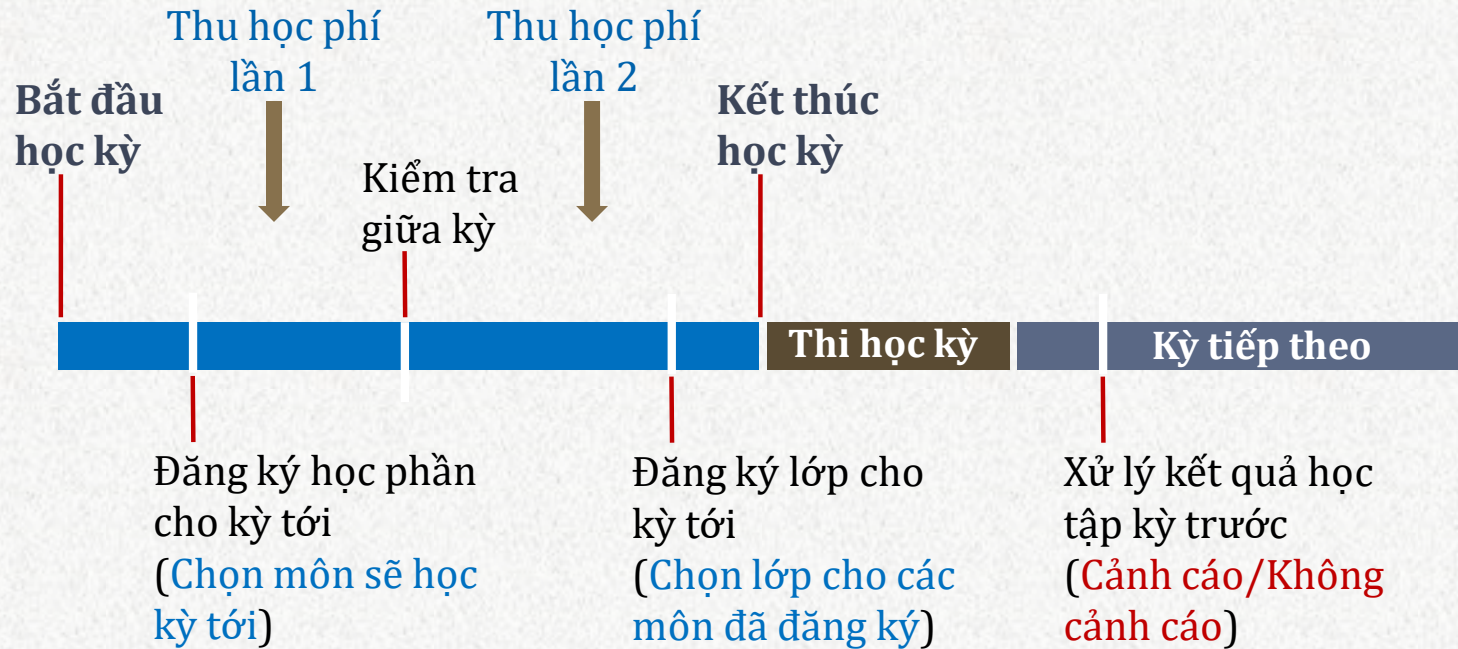 Thu học phí
lần 1
Thu học phí
lần 2
Bắt đầu
học kỳ
Kết thúc
học kỳ
Kiểm tra
giữa kỳ
Thi học kỳ
Kỳ tiếp theo
Đăng ký học phần
cho kỳ tới
(Chọn môn sẽ học
kỳ tới)
Đăng ký lớp cho
kỳ tới
(Chọn lớp cho các
môn đã đăng ký)
Xử lý kết quả học
tập kỳ trước
(Cảnh cáo/Không
cảnh cáo)